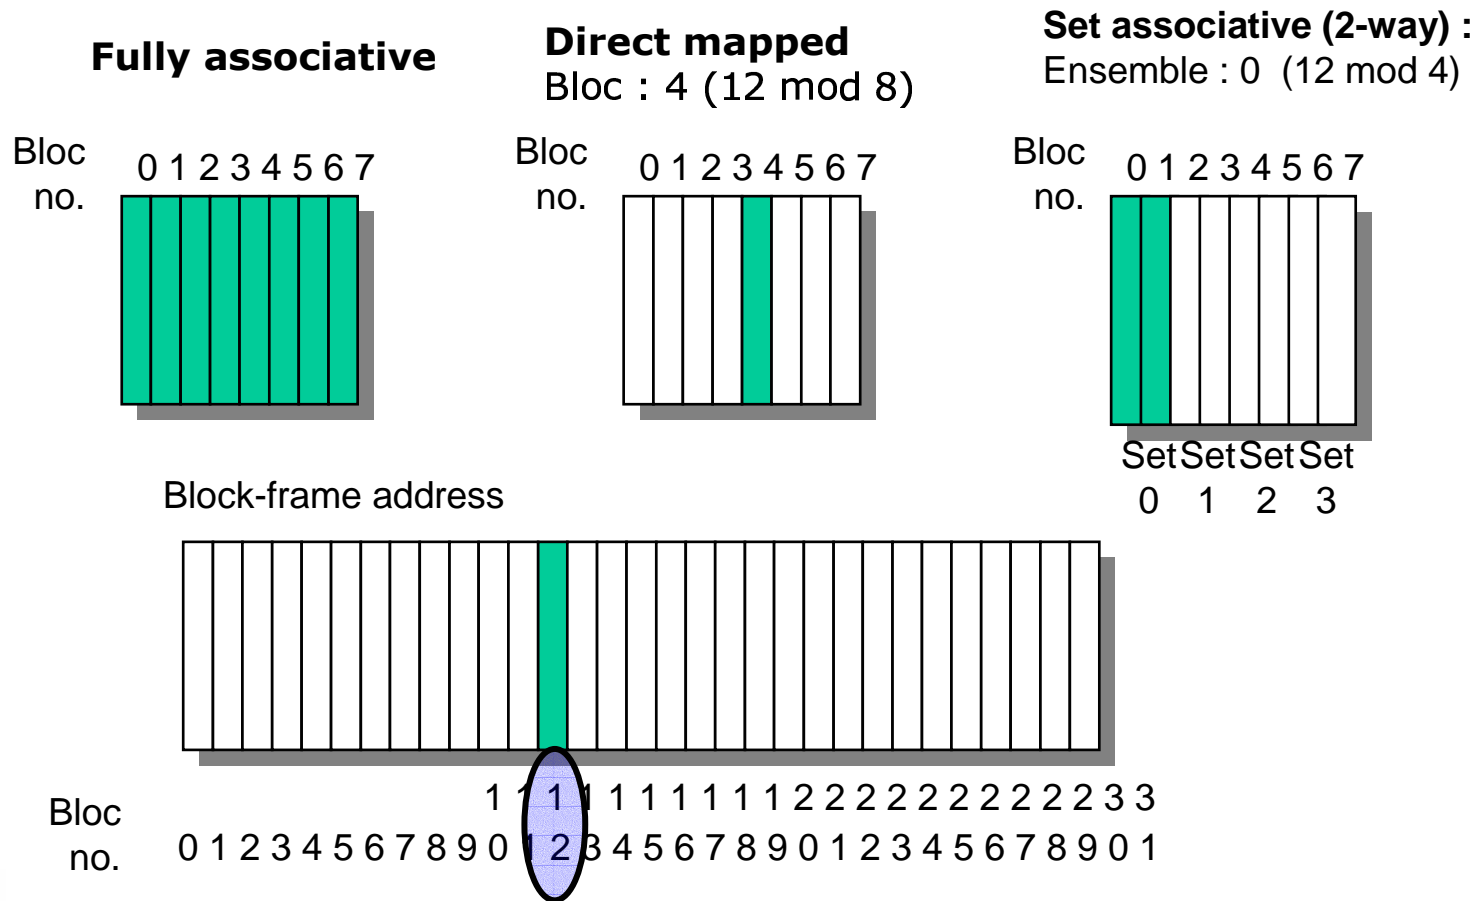 Fully associative
Direct mapped
Bloc : 4 (12 mod 8)
Set associative (2-way) :
Ensemble : 0 (12 mod 4)
Bloc
no.
0 1 2 3 4 5 6 7
Bloc
no.
0 1 2 3 4 5 6 7
Bloc
no.
0 1 2 3 4 5 6 7
Set Set Set Set
0 1 2 3
Block-frame address
Bloc
no.
1 1 1 1 1 1 1 1 1 1 2 2 2 2 2 2 2 2 2 2 3 3
0 1 2 3 4 5 6 7 8 9 0 1 2 3 4 5 6 7 8 9 0 1 2 3 4 5 6 7 8 9 0 1